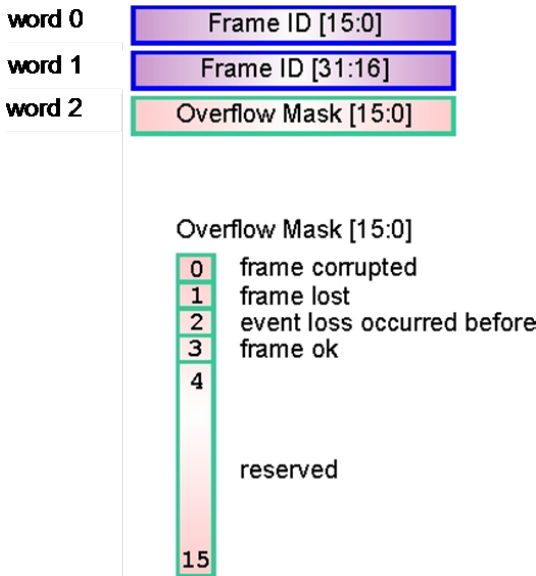 word 0 Frame ID [15:0]
word 1 Frame ID [31:16]
word 2 Overflow Mask [15:0]
Overflow Mask [15:0]
0 frame corrupted
1 frame lost
2 event loss occurred before
3 frame ok
4
reserved
15